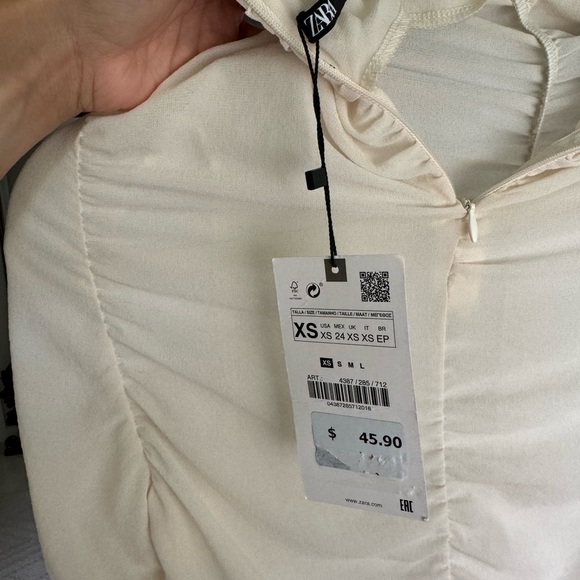 ZARA
FSC
TALLA / SIZE / TAMANHO / TAILLE / MAAT / ΜΕΓΕΘΟΣ
XS
USA MEX UK IT BR
XS 24 XS XS EP
XS S M L
ART.: 4387 / 285 / 712
04387285712016
$ 45.90
www.zara.com
EAC